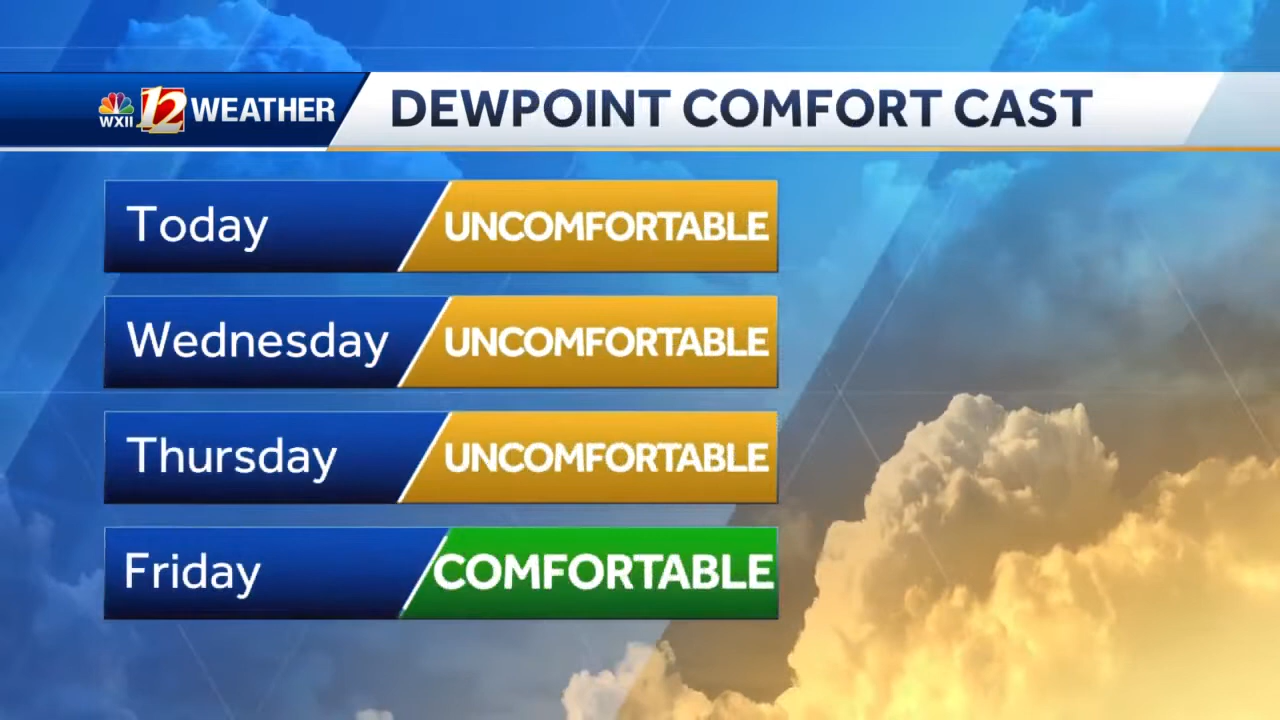 WXII 12 WEATHER
DEWPOINT COMFORT CAST
Today UNCOMFORTABLE
Wednesday UNCOMFORTABLE
Thursday UNCOMFORTABLE
Friday COMFORTABLE